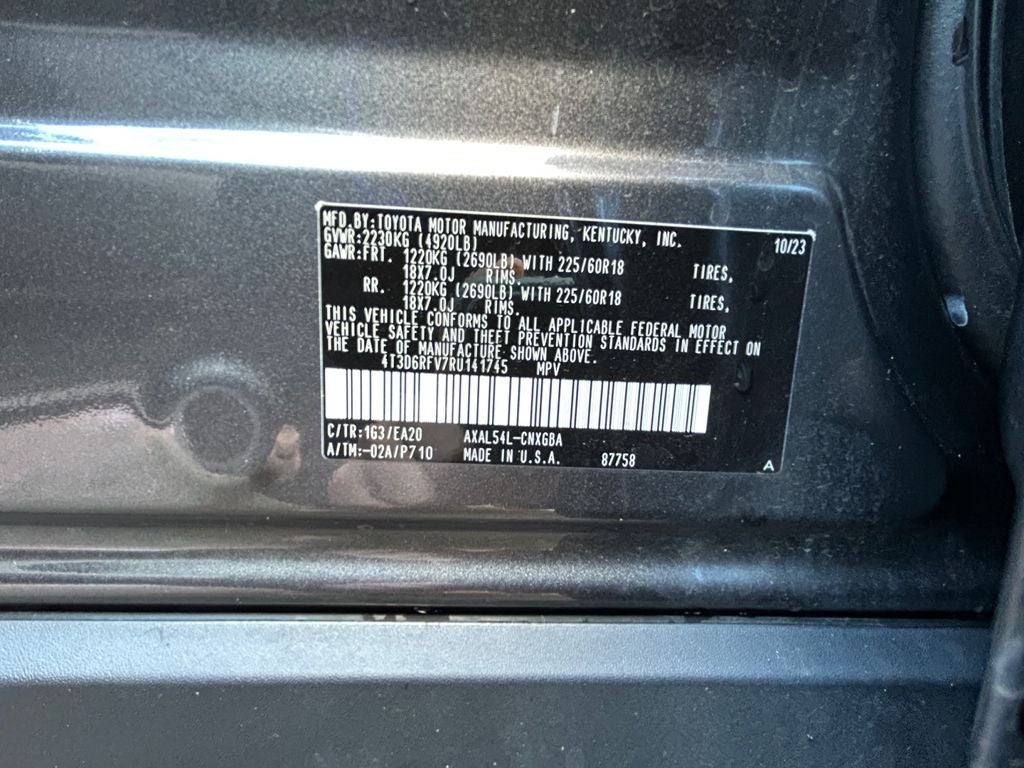 MFD.BY:TOYOTA MOTOR MANUFACTURING, KENTUCKY, INC. 10/23
GVWR:2230KG (4920LB)
GAWR:FRT. 1220KG (2690LB) WITH 225/60R18 TIRES,
18X7.0J RIMS.
RR. 1220KG (2690LB) WITH 225/60R18 TIRES,
18X7.0J RIMS.
THIS VEHICLE CONFORMS TO ALL APPLICABLE FEDERAL MOTOR
VEHICLE SAFETY AND THEFT PREVENTION STANDARDS IN EFFECT ON
THE DATE OF MANUFACTURE SHOWN ABOVE.
4T3D6RFV7RU141745 MPV
C/TR:1G3/EA20 AXAL54L-CNXGBA
A/TM:-02A/P710 MADE IN U.S.A. 87758 A